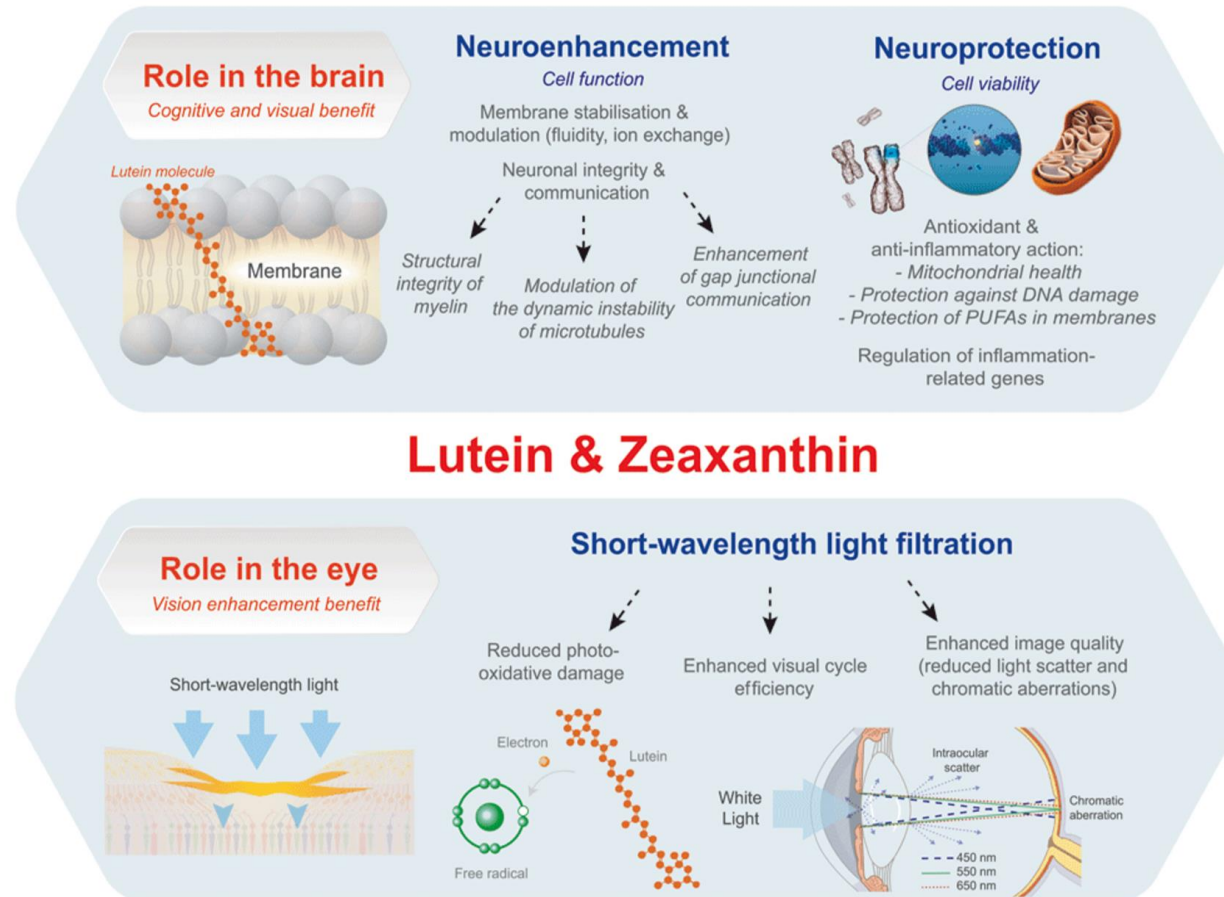 Role in the brain
Cognitive and visual benefit
Lutein molecule
Membrane
Neuroenhancement
Cell function
Membrane stabilisation &
modulation (fluidity, ion exchange)
Neuronal integrity &
communication
Structural
integrity of
myelin
Modulation of
the dynamic instability
of microtubules
Enhancement
of gap junctional
communication
Neuroprotection
Cell viability
Antioxidant &
anti-inflammatory action:
- Mitochondrial health
- Protection against DNA damage
- Protection of PUFAs in membranes
Regulation of inflammation-
related genes
Lutein & Zeaxanthin
Role in the eye
Vision enhancement benefit
Short-wavelength light
Short-wavelength light filtration
Reduced photo-
oxidative damage
Electron
Lutein
Free radical
Enhanced visual cycle
efficiency
Enhanced image quality
(reduced light scatter and
chromatic aberrations)
White
Light
Intraocular
scatter
Chromatic
aberration
450 nm
550 nm
650 nm